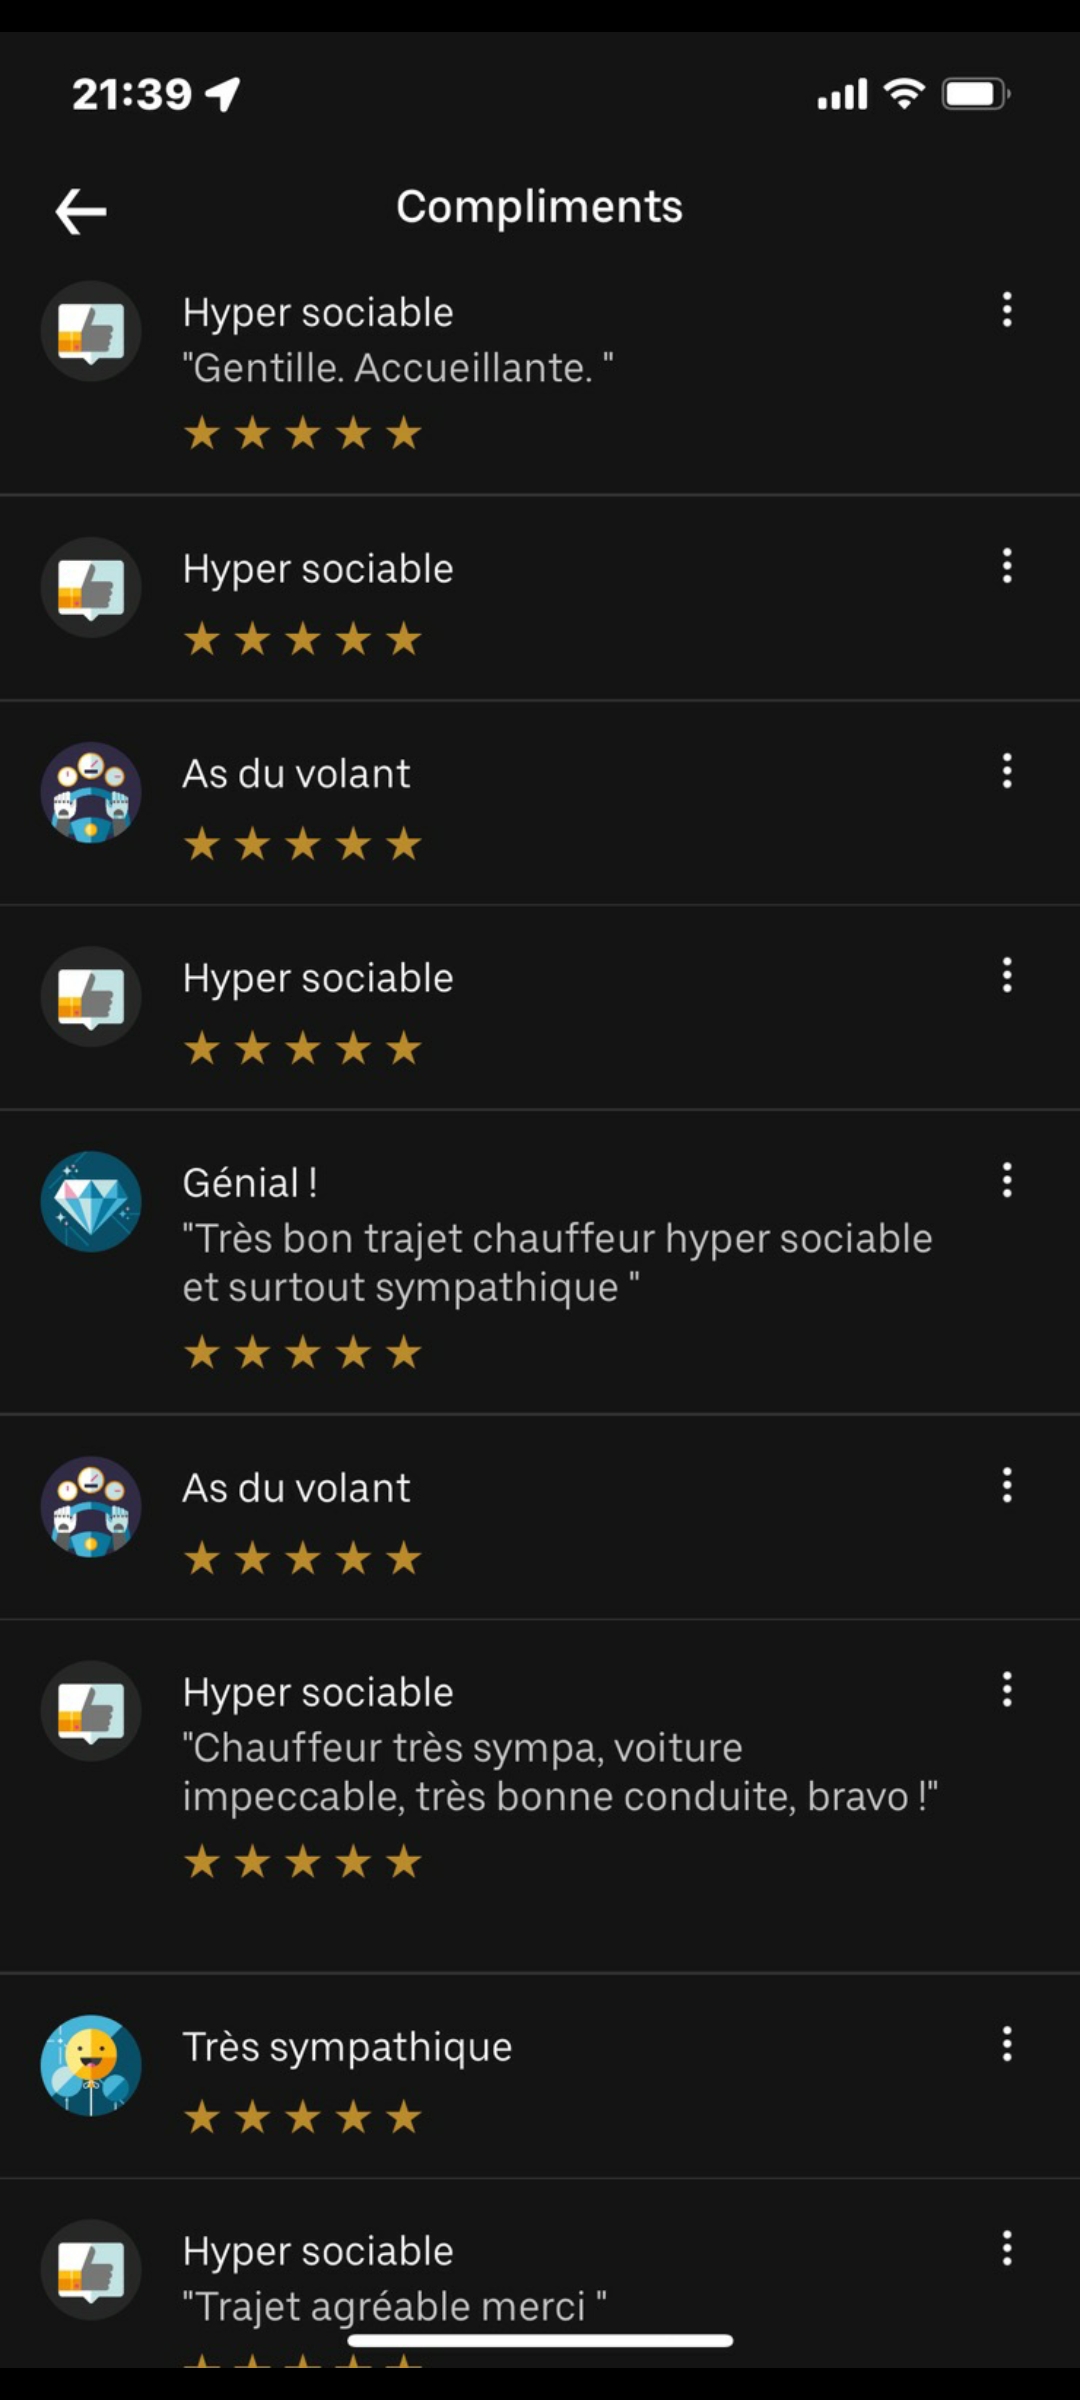 21:39
Compliments
Hyper sociable
"Gentille. Accueillante. "
Hyper sociable
As du volant
Hyper sociable
Génial !
"Très bon trajet chauffeur hyper sociable
et surtout sympathique "
As du volant
Hyper sociable
"Chauffeur très sympa, voiture
impeccable, très bonne conduite, bravo !"
Très sympathique
Hyper sociable
"Trajet agréable merci "